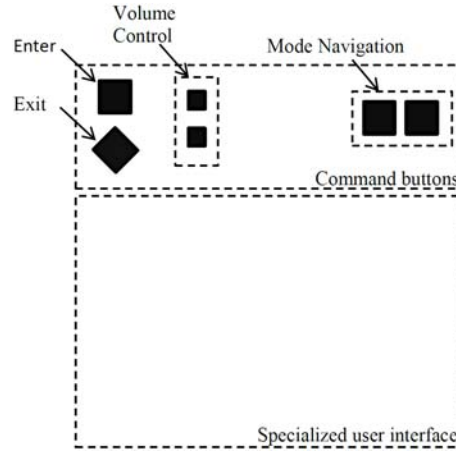 Volume
Control
Enter
Mode Navigation
Exit
Command buttons
Specialized user interface